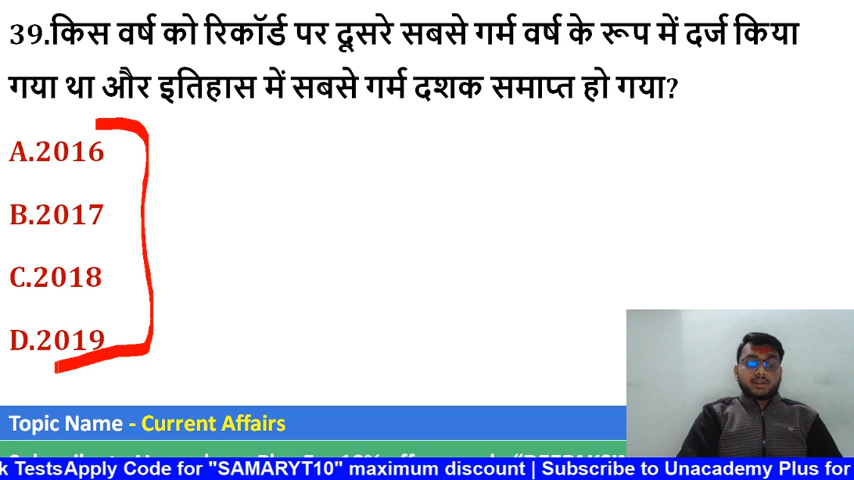 39.किस वर्ष को रिकॉर्ड पर दूसरे सबसे गर्म वर्ष के रूप में दर्ज किया
गया था और इतिहास में सबसे गर्म दशक समाप्त हो गया?
A.2016
B.2017
C.2018
D.2019
Topic Name - Current Affairs
k TestsApply Code for "SAMARYT10" maximum discount | Subscribe to Unacademy Plus for